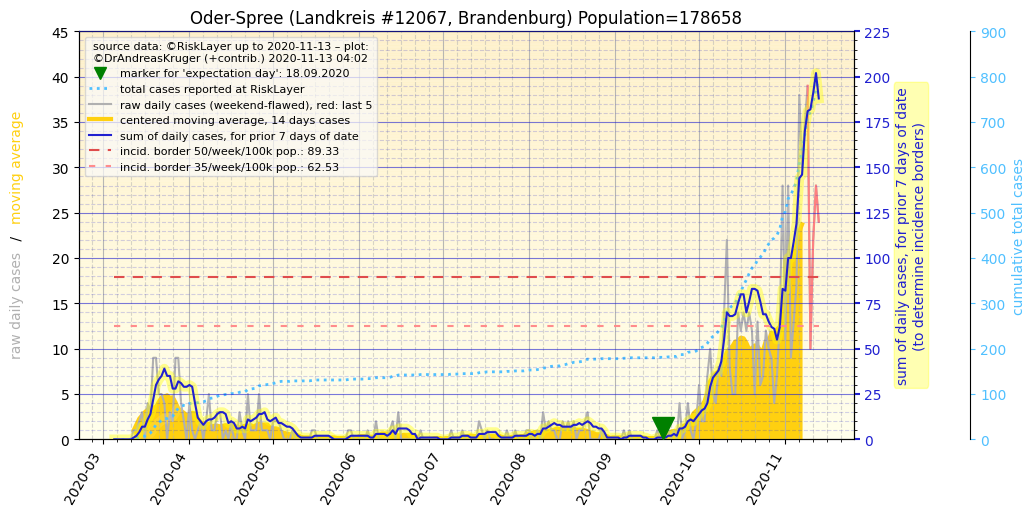 Oder-Spree (Landkreis #12067, Brandenburg) Population=178658
source data: ©RiskLayer up to 2020-11-13 – plot:
©DrAndreasKruger (+contrib.) 2020-11-13 04:02
marker for 'expectation day': 18.09.2020
total cases reported at RiskLayer
raw daily cases (weekend-flawed), red: last 5
centered moving average, 14 days cases
sum of daily cases, for prior 7 days of date
incid. border 50/week/100k pop.: 89.33
incid. border 35/week/100k pop.: 62.53
raw daily cases / moving average
45
40
35
30
25
20
15
10
5
0
2020-03
2020-04
2020-05
2020-06
2020-07
2020-08
2020-09
2020-10
2020-11
225
200
175
150
125
100
75
50
25
0
sum of daily cases, for prior 7 days of date
(to determine incidence borders)
900
800
700
600
500
400
300
200
100
0
cumulative total cases